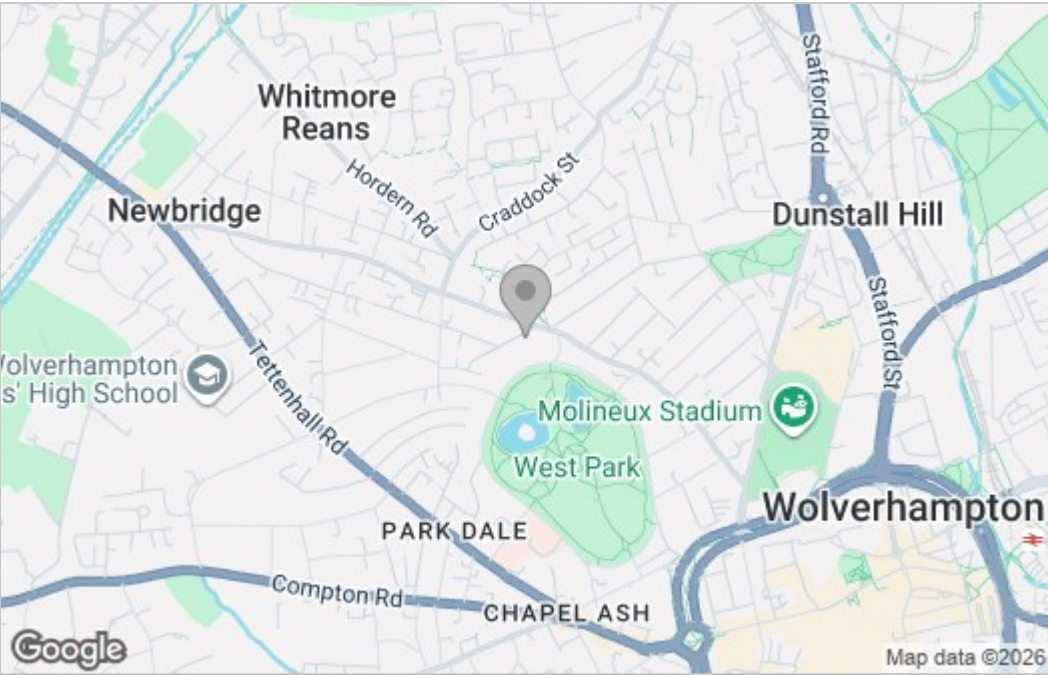 Whitmore
Reans
Stafford Rd
Hordern Rd
Craddock St
Newbridge
Dunstall Hill
Stafford St
Wolverhampton
s' High School
Tettenhall Rd
Molineux Stadium
West Park
Wolverhampton
PARK DALE
Compton Rd
CHAPEL ASH
Google
Map data ©2026